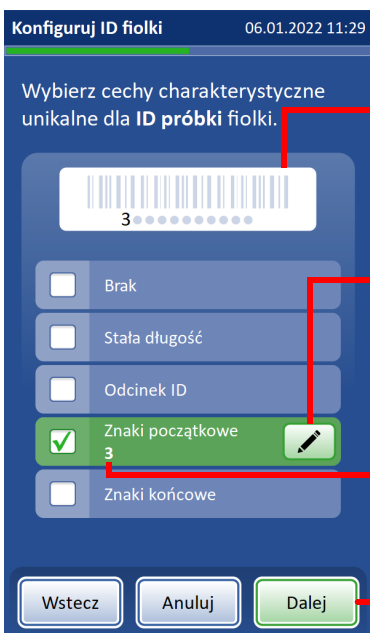 Konfiguruj ID fiolki 06.01.2022 11:29
Wybierz cechy charakterystyczne
unikalne dla ID próbki fiolki.
3
Brak
Stała długość
Odcinek ID
Znaki początkowe
3
Znaki końcowe
Wstecz Anuluj Dalej